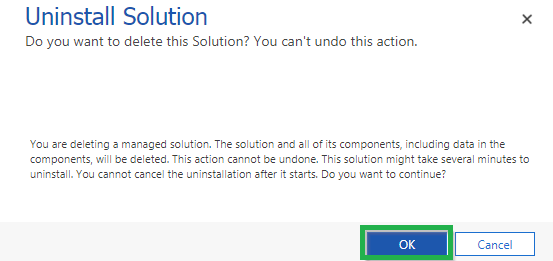 Uninstall Solution
Do you want to delete this Solution? You can't undo this action.
You are deleting a managed solution. The solution and all of its components, including data in the
components, will be deleted. This action cannot be undone. This solution might take several minutes to
uninstall. You cannot cancel the uninstallation after it starts. Do you want to continue?
OK
Cancel